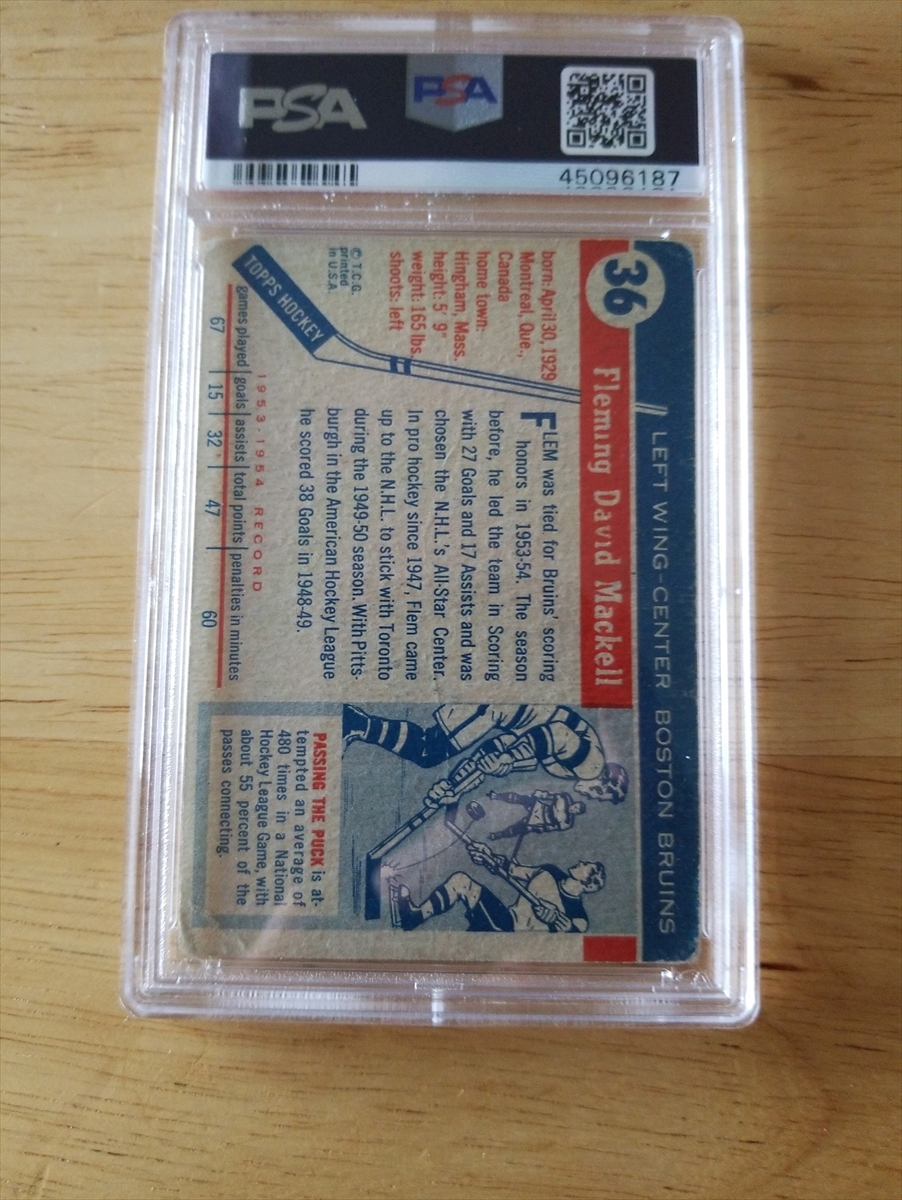 PSA
PSA
45096187
LEFT WING-CENTER BOSTON BRUINS
36
Fleming David Mackell
born: April 30, 1929
Montreal, Que.,
Canada
home town:
Hingham, Mass.
height: 5' 9"
weight: 165 lbs.
shoots: left
© T.C.G.
printed
in U.S.A.
TOPPS HOCKEY
FLEM was tied for Bruins' scoring
honors in 1953-54. The season
before, he led the team in Scoring
with 27 Goals and 17 Assists and was
chosen the N.H.L.'s All-Star Center.
In pro hockey since 1947, Flem came
up to the N.H.L. to stick with Toronto
during the 1949-50 season. With Pitts-
burgh in the American Hockey League
he scored 38 Goals in 1948-49.
1953-1954 RECORD
games played goals assists total points penalties in minutes
67 15 32 47 60
PASSING THE PUCK is at-
tempted an average of
480 times in a National
Hockey League Game, with
about 55 percent of the
passes connecting.